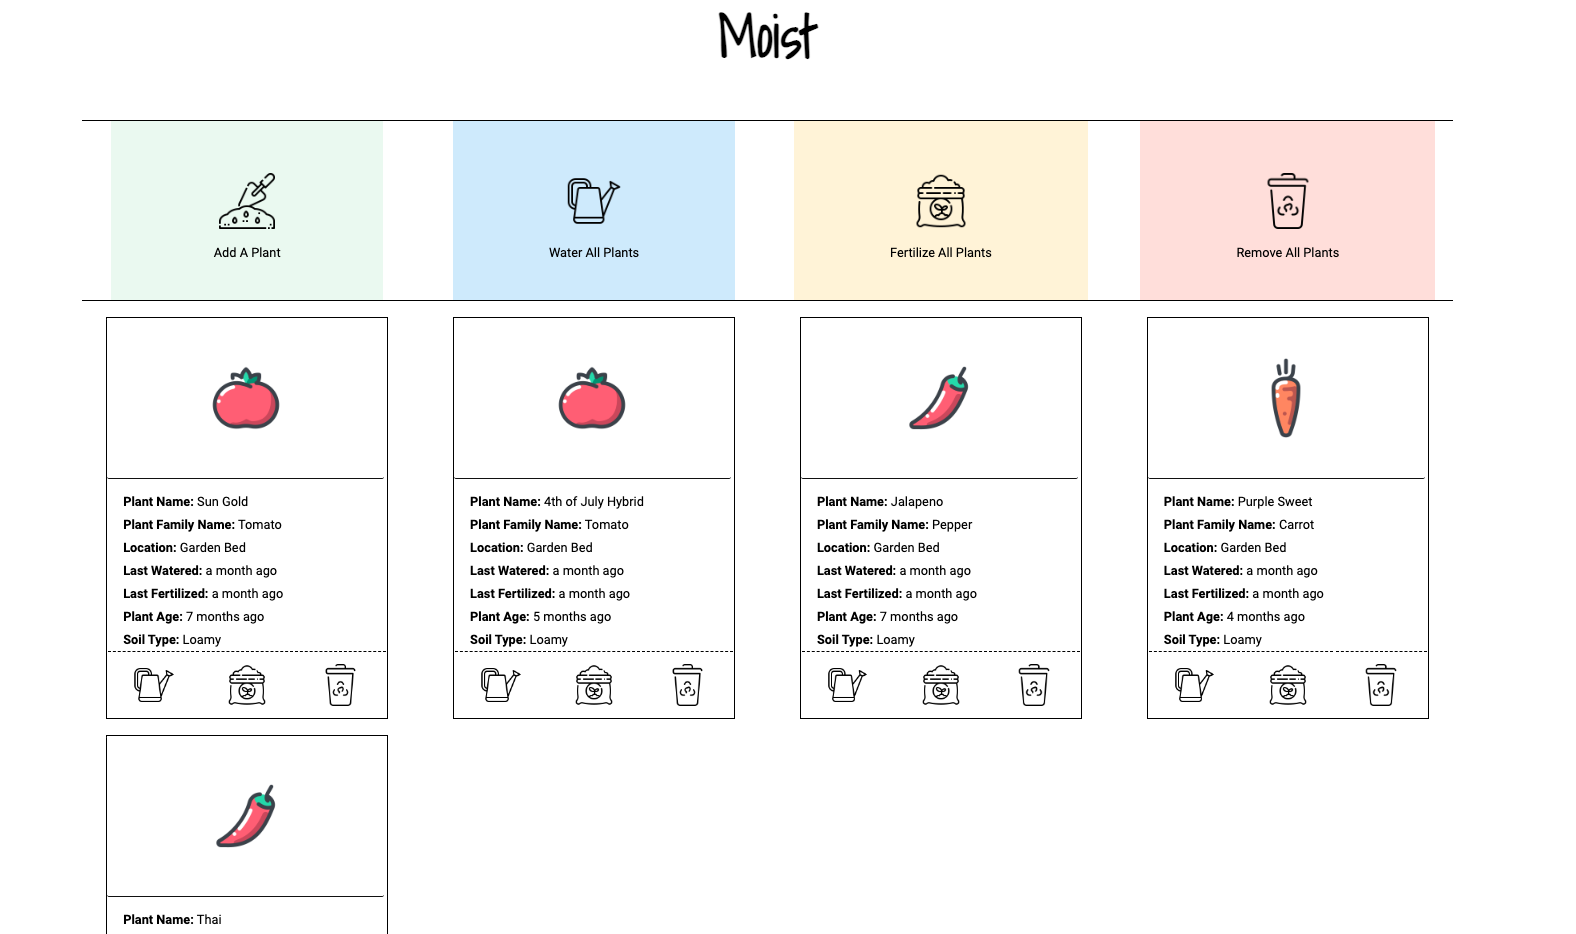 Moist
Add A Plant
Water All Plants
Fertilize All Plants
Remove All Plants
Plant Name: Sun Gold
Plant Family Name: Tomato
Location: Garden Bed
Last Watered: a month ago
Last Fertilized: a month ago
Plant Age: 7 months ago
Soil Type: Loamy
Plant Name: 4th of July Hybrid
Plant Family Name: Tomato
Location: Garden Bed
Last Watered: a month ago
Last Fertilized: a month ago
Plant Age: 5 months ago
Soil Type: Loamy
Plant Name: Jalapeno
Plant Family Name: Pepper
Location: Garden Bed
Last Watered: a month ago
Last Fertilized: a month ago
Plant Age: 7 months ago
Soil Type: Loamy
Plant Name: Purple Sweet
Plant Family Name: Carrot
Location: Garden Bed
Last Watered: a month ago
Last Fertilized: a month ago
Plant Age: 4 months ago
Soil Type: Loamy
Plant Name: Thai